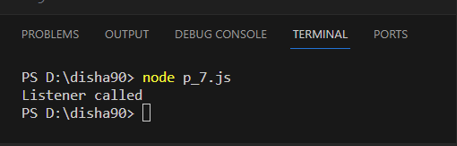 PROBLEMS OUTPUT DEBUG CONSOLE TERMINAL PORTS
PS D:\disha90> node p_7.js
Listener called
PS D:\disha90>